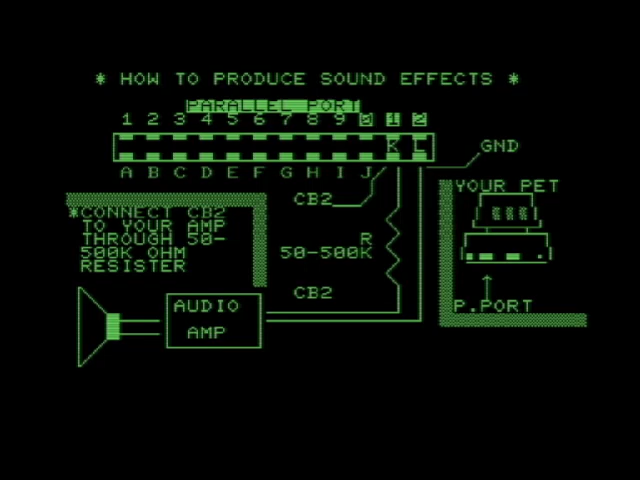 * HOW TO PRODUCE SOUND EFFECTS *
PARALLEL PORT
1 2 3 4 5 6 7 8 9 0 1 2
K L
GND
A B C D E F G H I J
YOUR PET
CB2
*CONNECT CB2
TO YOUR AMP
THROUGH 50-
500K OHM
RESISTER
R
50-500K
CB2
P.PORT
AUDIO
AMP